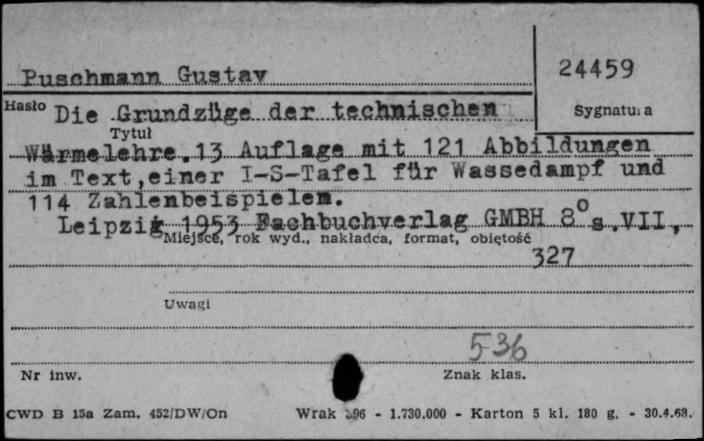 Puschmann Gustav
24459
Hasło
Sygnatura
Die Grundzüge der technischen
Tytuł
Wärmelehre.13 Auflage mit 121 Abbildungen
im Text,einer I-S-Tafel für Wassedampf und
114 Zahlenbeispielen.
Leipzig 1953 Fachbuchverlag GMBH 8° s.VII,
Miejsce, rok wyd., nakładca, format, objętość
327
Uwagi
536
Nr inw.
Znak klas.
CWD B 15a Zam. 452/DW/On Wrak 96 - 1.730.000 - Karton 5 kl. 180 g. - 30.4.68.